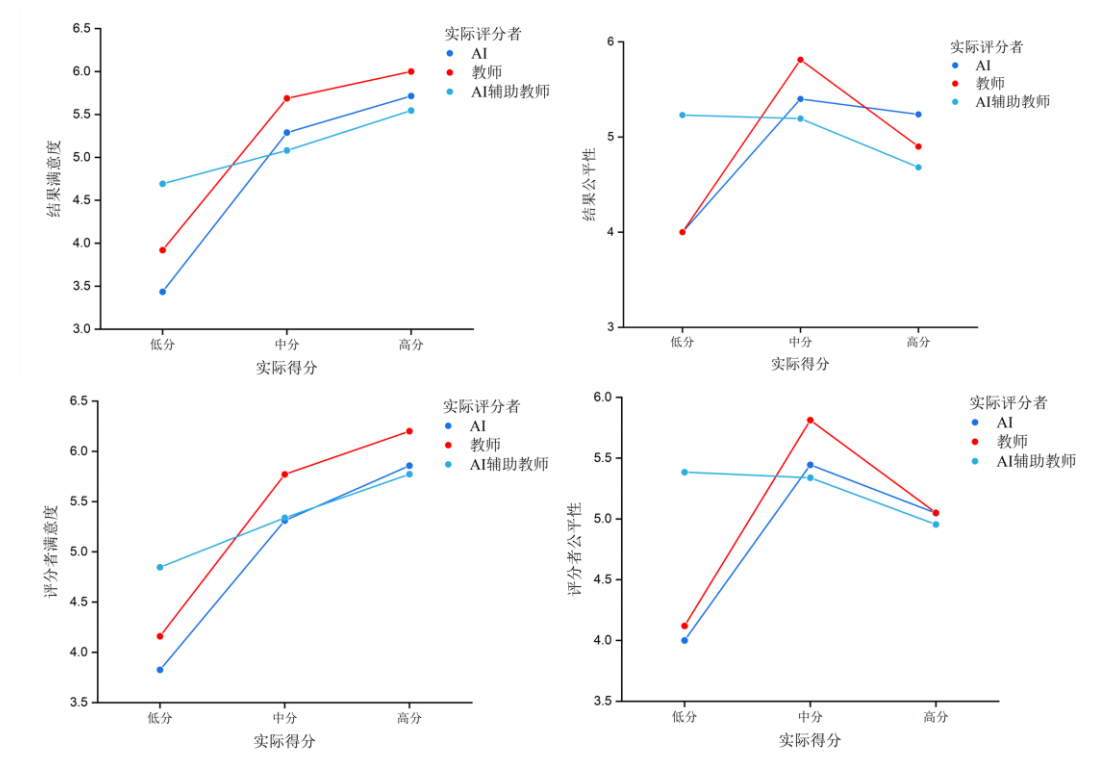 实际评分者
AI
教师
AI辅助教师
6.5
6.0
5.5
5.0
4.5
4.0
3.5
3.0
结果满意度
低分
中分
高分
实际得分
实际评分者
AI
教师
AI辅助教师
6
5
4
3
结果公平性
低分
中分
高分
实际得分
实际评分者
AI
教师
AI辅助教师
6.5
6.0
5.5
5.0
4.5
4.0
3.5
评分者满意度
低分
中分
高分
实际得分
实际评分者
AI
教师
AI辅助教师
6.0
5.5
5.0
4.5
4.0
3.5
评分者公平性
低分
中分
高分
实际得分